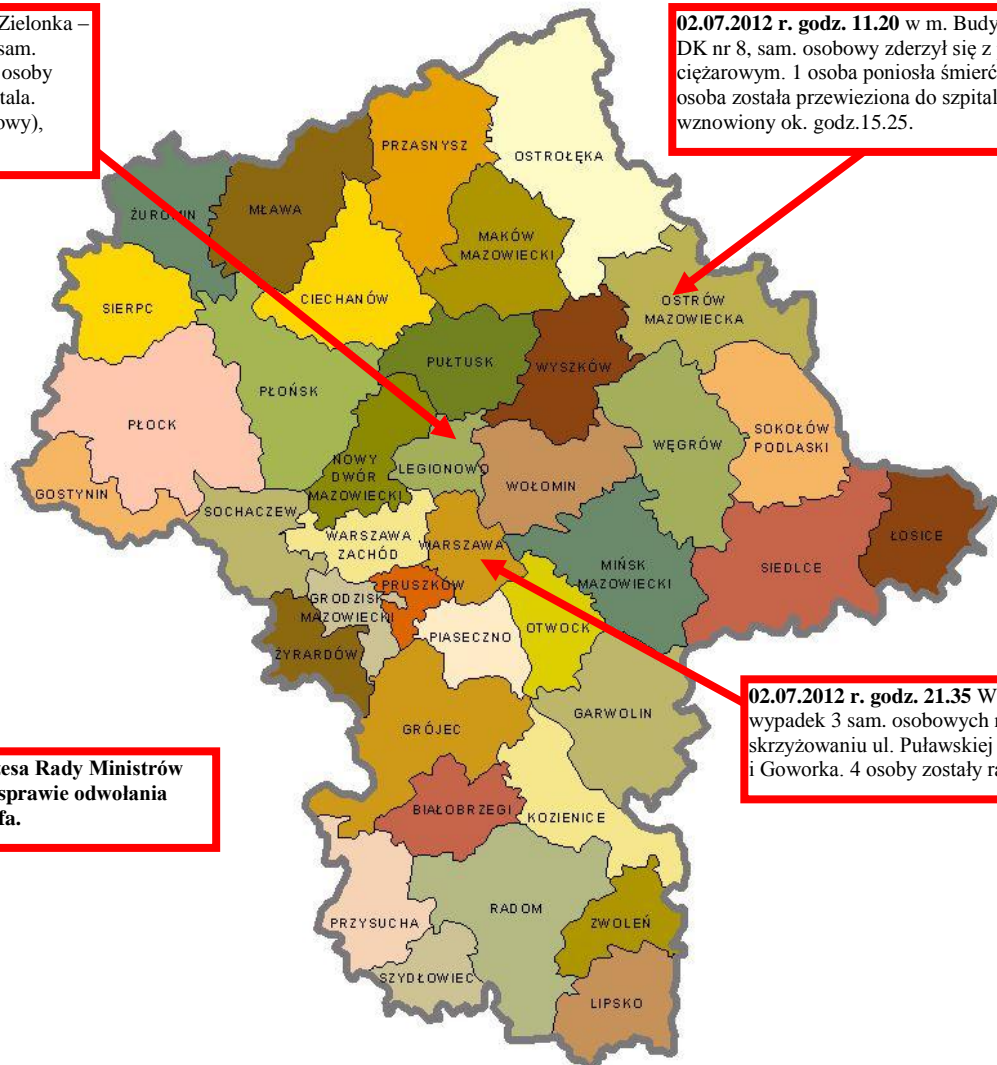 Zielonka –
sam.
osoby
tala.
owy),
02.07.2012 r. godz. 11.20 w m. Budy
DK nr 8, sam. osobowy zderzył się z
ciężarowym. 1 osoba poniosła śmierć
osoba została przewieziona do szpital
wznowiony ok. godz.15.25.
PRZASNYSZ
OSTROŁĘKA
ŻUROMIN
MŁAWA
MAKÓW
MAZOWIECKI
CIECHANÓW
SIERPC
OSTRÓW
MAZOWIECKA
PUŁTUSK
WYSZKÓW
PŁOŃSK
PŁOCK
SOKOŁÓW
PODLASKI
WĘGRÓW
NOWY
DWÓR
MAZOWIECKI
LEGIONOWO
WOŁOMIN
GOSTYNIN
SOCHACZEW
WARSZAWA
ZACHÓD
WARSZAWA
MIŃSK
MAZOWIECKI
SIEDLCE
ŁOSICE
PRUSZKÓW
GRODZISK
MAZOWIECKI
PIASECZNO
OTWOCK
ŻYRARDÓW
GARWOLIN
GRÓJEC
02.07.2012 r. godz. 21.35 W
wypadek 3 sam. osobowych
skrzyżowaniu ul. Puławskiej
i Goworka. 4 osoby zostały ra
esa Rady Ministrów
sprawie odwołania
fa.
BIAŁOBRZEGI
KOZIENICE
RADOM
PRZYSUCHA
ZWOLEŃ
SZYDŁOWIEC
LIPSKO